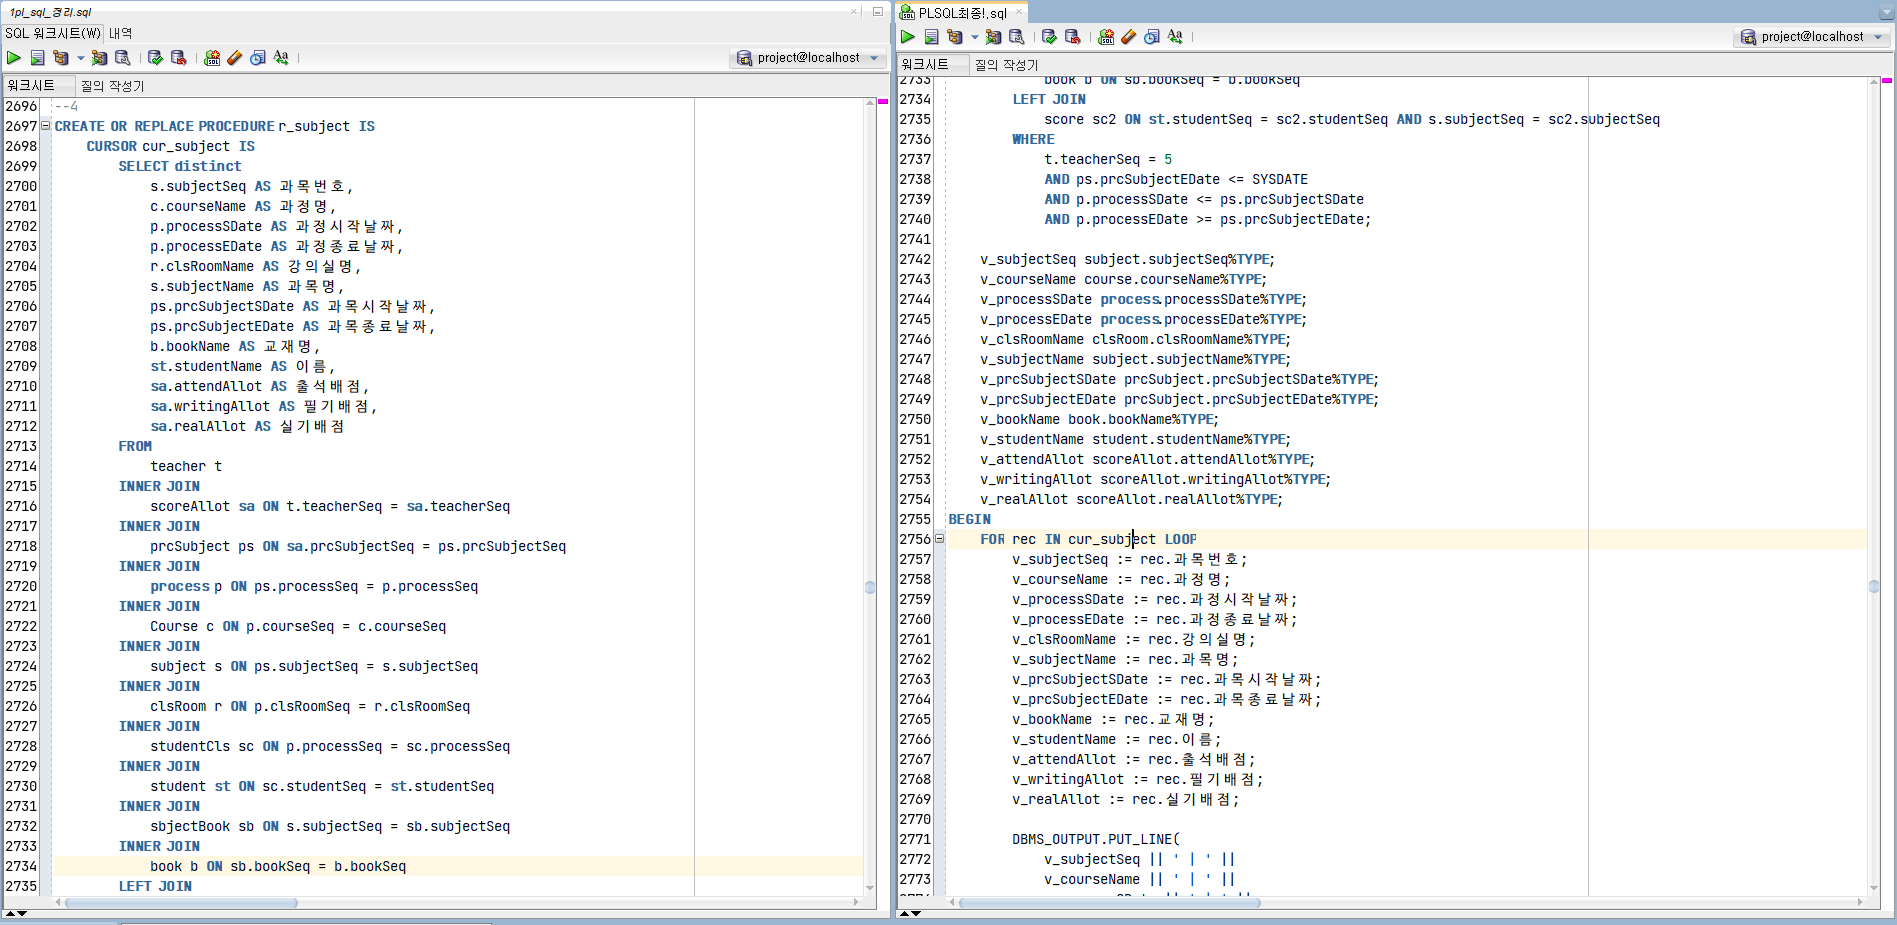 1pl_sql_경리.sql
SQL 워크시트(W) 내역
project@localhost
워크시트 질의 작성기
2696 --4
2697 CREATE OR REPLACE PROCEDURE r_subject IS
2698 CURSOR cur_subject IS
2699 SELECT distinct
2700 s.subjectSeq AS 과목번호,
2701 c.courseName AS 과정명,
2702 p.processSDate AS 과정시작날짜,
2703 p.processEDate AS 과정종료날짜,
2704 r.clsRoomName AS 강의실명,
2705 s.subjectName AS 과목명,
2706 ps.prcSubjectSDate AS 과목시작날짜,
2707 ps.prcSubjectEDate AS 과목종료날짜,
2708 b.bookName AS 교재명,
2709 st.studentName AS 이름,
2710 sa.attendAllot AS 출석배점,
2711 sa.writingAllot AS 필기배점,
2712 sa.realAllot AS 실기배점
2713 FROM
2714 teacher t
2715 INNER JOIN
2716 scoreAllot sa ON t.teacherSeq = sa.teacherSeq
2717 INNER JOIN
2718 prcSubject ps ON sa.prcSubjectSeq = ps.prcSubjectSeq
2719 INNER JOIN
2720 process p ON ps.processSeq = p.processSeq
2721 INNER JOIN
2722 Course c ON p.courseSeq = c.courseSeq
2723 INNER JOIN
2724 subject s ON ps.subjectSeq = s.subjectSeq
2725 INNER JOIN
2726 clsRoom r ON p.clsRoomSeq = r.clsRoomSeq
2727 INNER JOIN
2728 studentCls sc ON p.processSeq = sc.processSeq
2729 INNER JOIN
2730 student st ON sc.studentSeq = st.studentSeq
2731 INNER JOIN
2732 sbjectBook sb ON s.subjectSeq = sb.subjectSeq
2733 INNER JOIN
2734 book b ON sb.bookSeq = b.bookSeq
2735 LEFT JOIN
PLSQL최종!.sql
project@localhost
워크시트 질의 작성기
2733 book b ON sb.bookSeq = b.bookSeq
2734 LEFT JOIN
2735 score sc2 ON st.studentSeq = sc2.studentSeq AND s.subjectSeq = sc2.subjectSeq
2736 WHERE
2737 t.teacherSeq = 5
2738 AND ps.prcSubjectEDate <= SYSDATE
2739 AND p.processSDate <= ps.prcSubjectSDate
2740 AND p.processEDate >= ps.prcSubjectEDate;
2741
2742 v_subjectSeq subject.subjectSeq%TYPE;
2743 v_courseName course.courseName%TYPE;
2744 v_processSDate process.processSDate%TYPE;
2745 v_processEDate process.processEDate%TYPE;
2746 v_clsRoomName clsRoom.clsRoomName%TYPE;
2747 v_subjectName subject.subjectName%TYPE;
2748 v_prcSubjectSDate prcSubject.prcSubjectSDate%TYPE;
2749 v_prcSubjectEDate prcSubject.prcSubjectEDate%TYPE;
2750 v_bookName book.bookName%TYPE;
2751 v_studentName student.studentName%TYPE;
2752 v_attendAllot scoreAllot.attendAllot%TYPE;
2753 v_writingAllot scoreAllot.writingAllot%TYPE;
2754 v_realAllot scoreAllot.realAllot%TYPE;
2755 BEGIN
2756 FOR rec IN cur_subject LOOP
2757 v_subjectSeq := rec.과목번호;
2758 v_courseName := rec.과정명;
2759 v_processSDate := rec.과정시작날짜;
2760 v_processEDate := rec.과정종료날짜;
2761 v_clsRoomName := rec.강의실명;
2762 v_subjectName := rec.과목명;
2763 v_prcSubjectSDate := rec.과목시작날짜;
2764 v_prcSubjectEDate := rec.과목종료날짜;
2765 v_bookName := rec.교재명;
2766 v_studentName := rec.이름;
2767 v_attendAllot := rec.출석배점;
2768 v_writingAllot := rec.필기배점;
2769 v_realAllot := rec.실기배점;
2770
2771 DBMS_OUTPUT.PUT_LINE(
2772 v_subjectSeq || ' | ' ||
2773 v_courseName || ' | ' ||